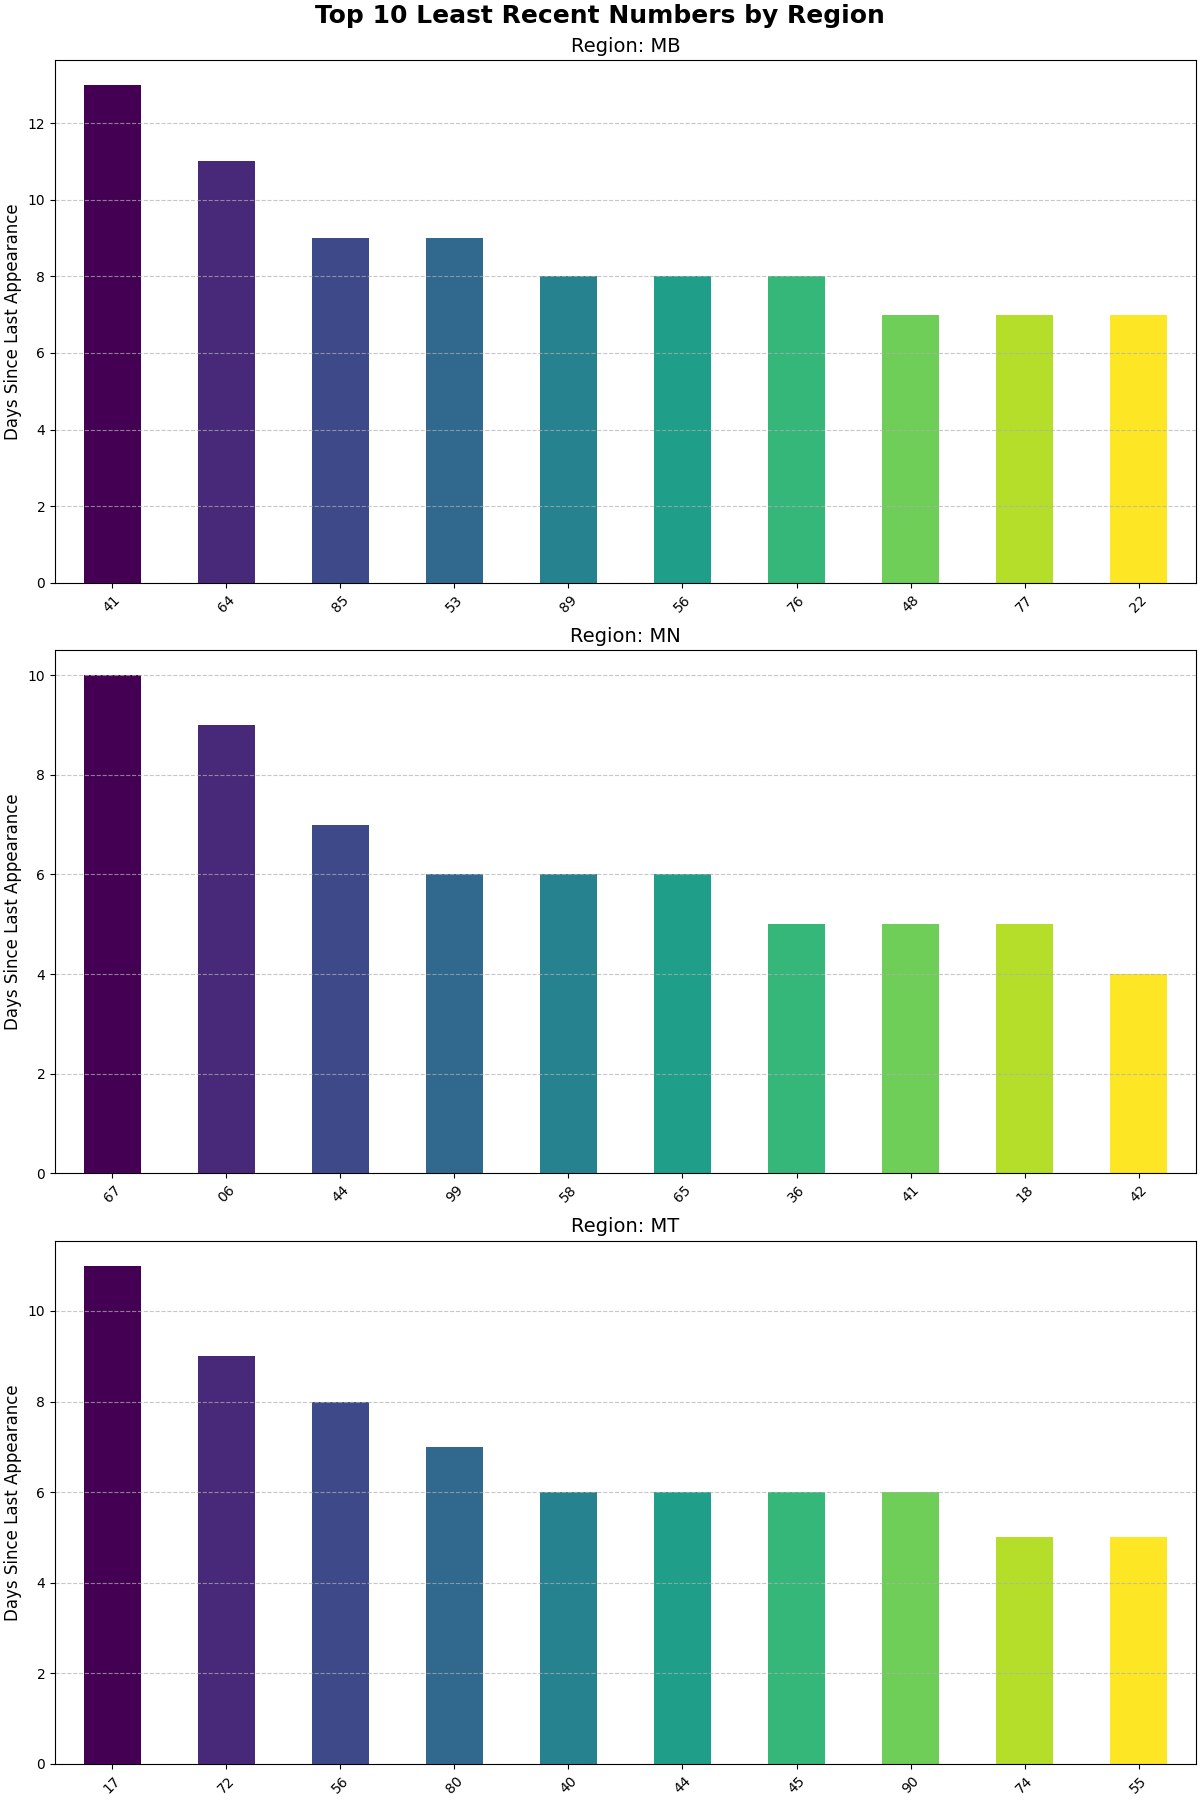 Top 10 Least Recent Numbers by Region
Region: MB
Days Since Last Appearance
12
10
8
6
4
2
0
41 64 85 53 89 56 76 48 77 22
Region: MN
Days Since Last Appearance
10
8
6
4
2
0
67 06 44 99 58 65 36 41 18 42
Region: MT
Days Since Last Appearance
10
8
6
4
2
0
17 72 56 80 40 44 45 90 74 55